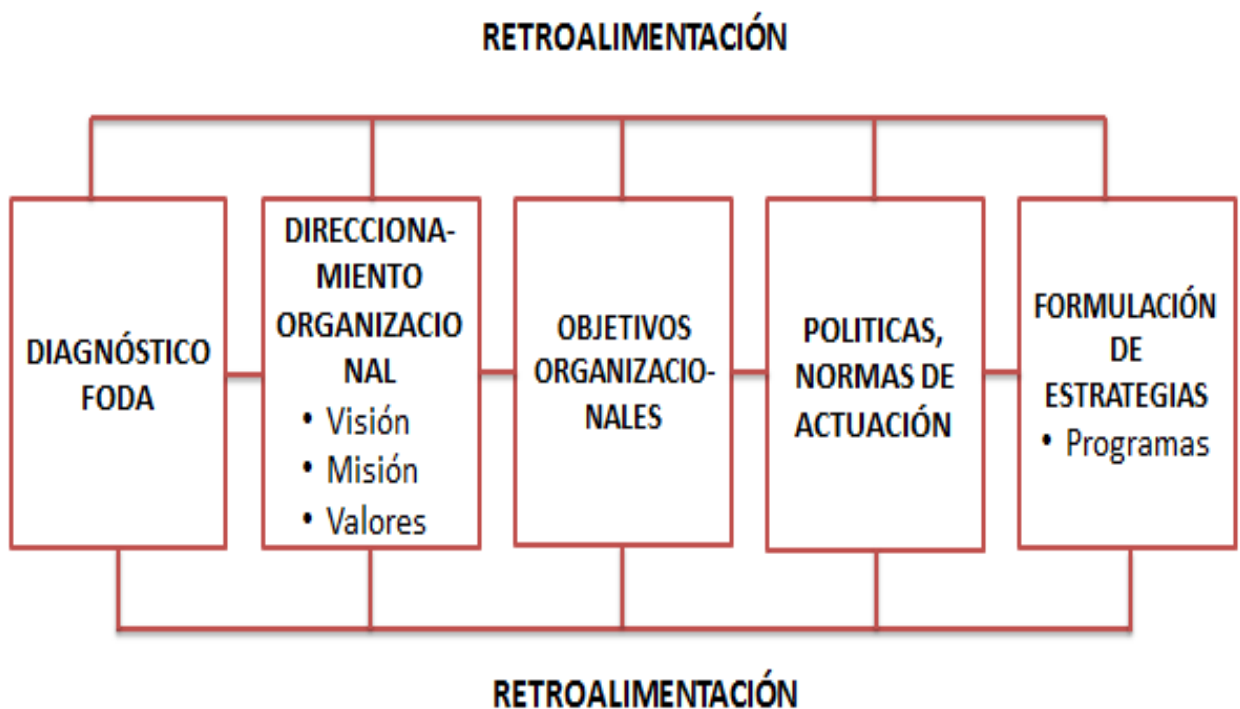 RETROALIMENTACIÓN
DIAGNÓSTICO
FODA
DIRECCIONA-
MIENTO
ORGANIZACIO
NAL
• Visión
• Misión
• Valores
OBJETIVOS
ORGANIZACIO-
NALES
POLITICAS,
NORMAS DE
ACTUACIÓN
FORMULACIÓN
DE
ESTRATEGIAS
• Programas
RETROALIMENTACIÓN